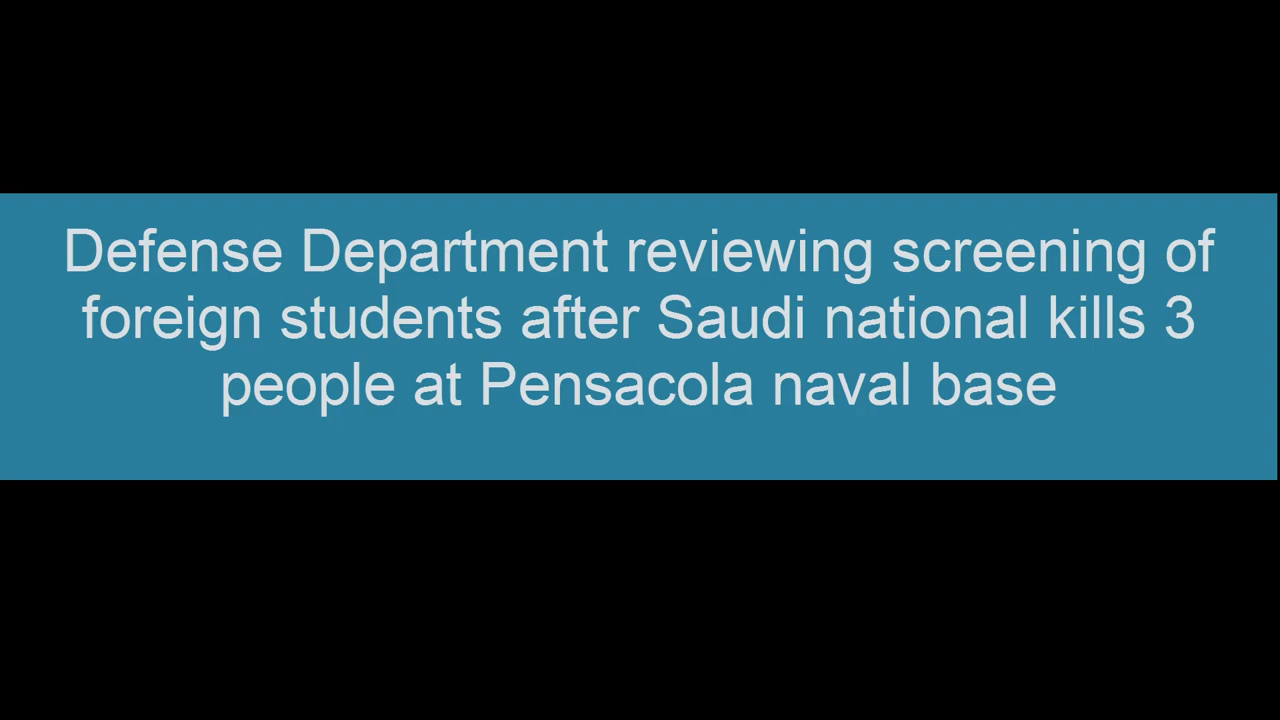 Defense Department reviewing screening of
foreign students after Saudi national kills 3
people at Pensacola naval base